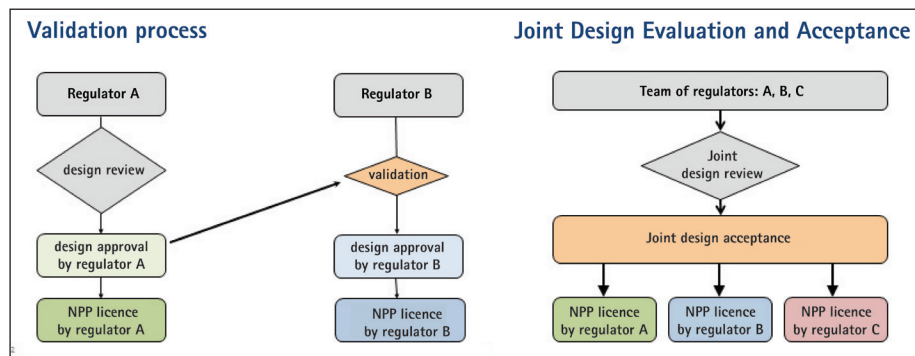 Validation process
Regulator A
design review
design approval
by regulator A
NPP licence
by regulator A
Regulator B
validation
design approval
by regulator B
NPP licence
by regulator B
Joint Design Evaluation and Acceptance
Team of regulators: A, B, C
Joint
design review
Joint design acceptance
NPP licence
by regulator A
NPP licence
by regulator B
NPP licence
by regulator C